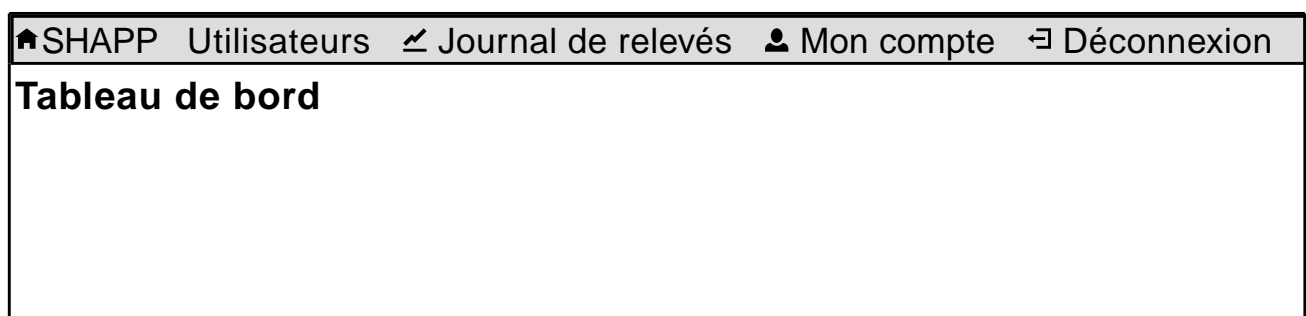 SHAPP Utilisateurs Journal de relevés Mon compte Déconnexion
Tableau de bord